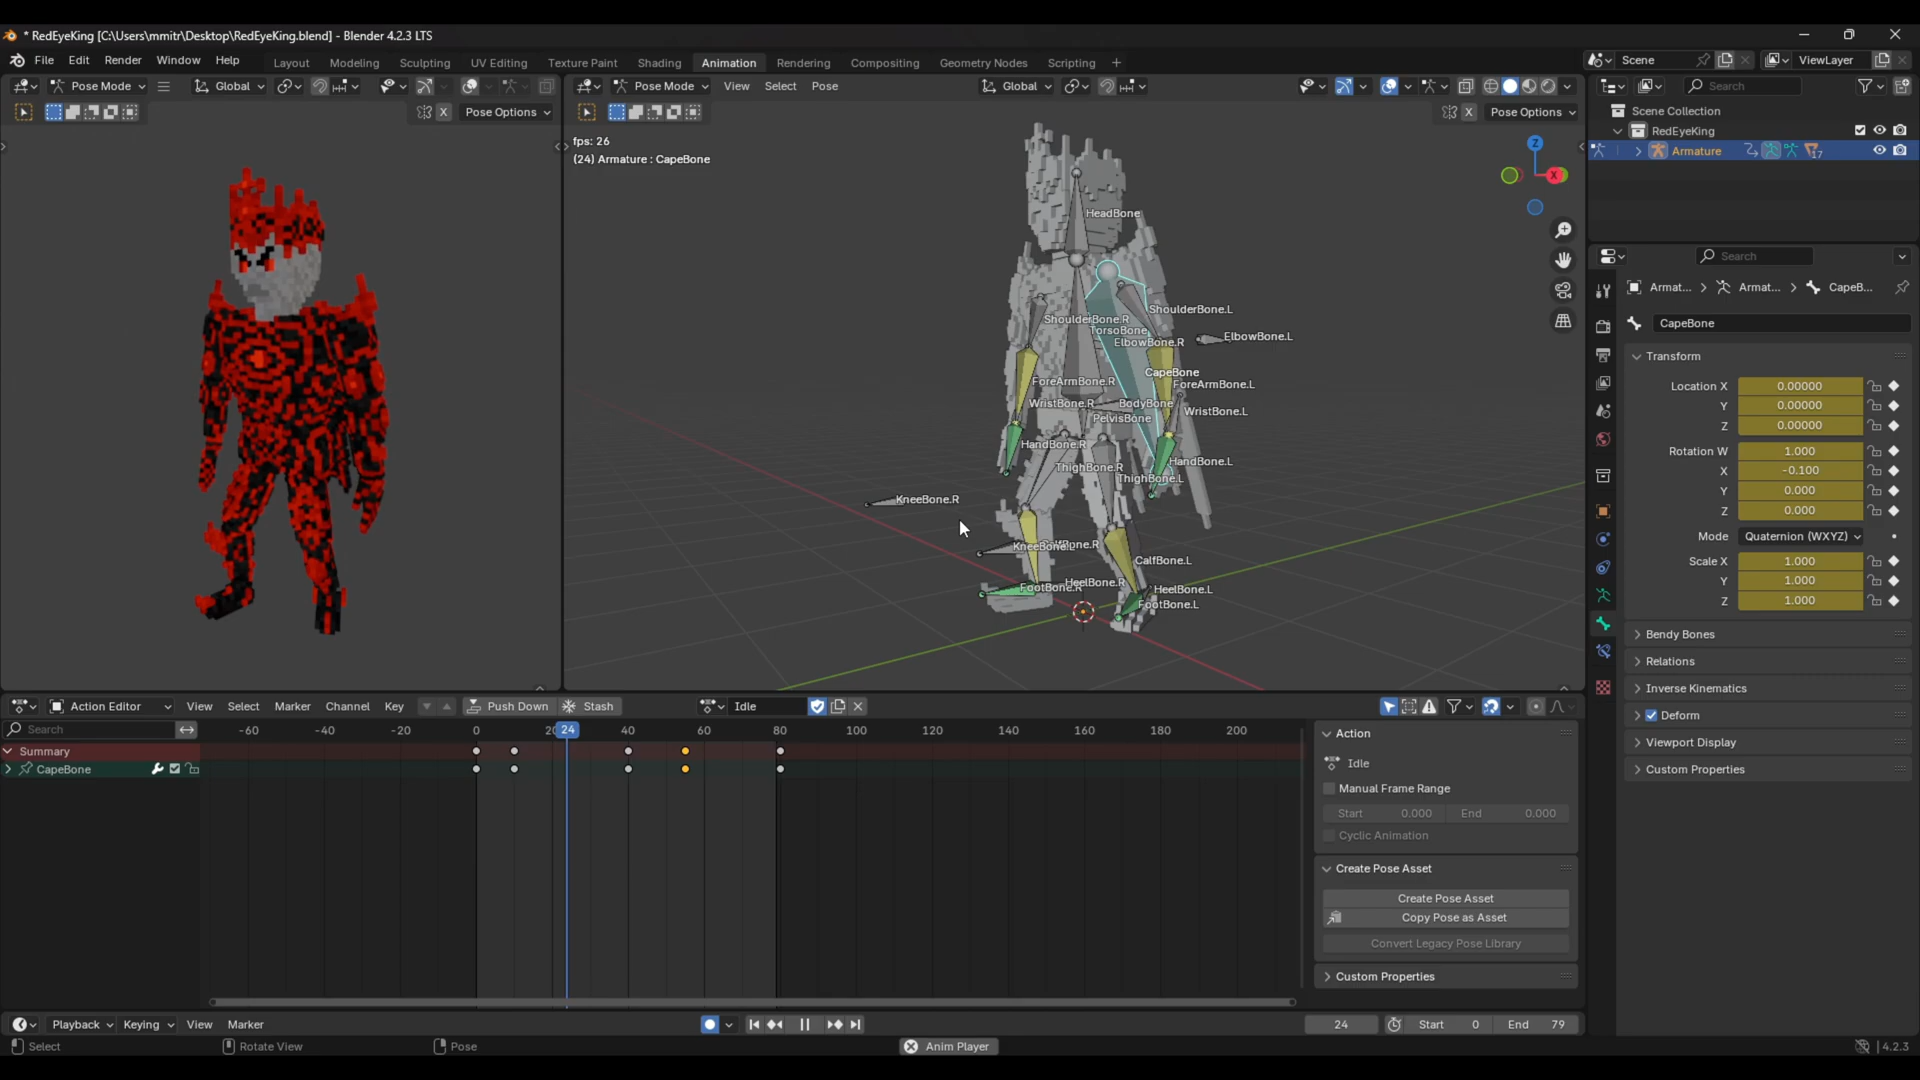 * RedEyeKing [C:\Users\mmitr\Desktop\RedEyeKing.blend] - Blender 4.2.3 LTS
File Edit Render Window Help Layout Modeling Sculpting UV Editing Texture Paint Shading Animation Rendering Compositing Geometry Nodes Scripting + Scene ViewLayer
Pose Mode Global Pose Mode View Select Pose Global Search
X Pose Options X Pose Options
Scene Collection
RedEyeKing
Armature 17
fps: 26
(24) Armature : CapeBone
Z
X
HeadBone
ShoulderBone.L
ShoulderBone.R
TorsoBone
ElbowBone.L
ElbowBone.R
CapeBone
ForeArmBone.R
ForeArmBone.L
WristBone.R
BodyBone
WristBone.L
PelvisBone
HandBone.R
HandBone.L
ThighBone.R
ThighBone.L
KneeBone.R
KneeBone.L
CalfBone.L
HeelBone.R
FootBone.R
HeelBone.L
FootBone.L
Search
Armat... > Armat... > CapeB...
CapeBone
Transform
Location X 0.00000
Y 0.00000
Z 0.00000
Rotation W 1.000
X -0.100
Y 0.000
Z 0.000
Mode Quaternion (WXYZ)
Scale X 1.000
Y 1.000
Z 1.000
Bendy Bones
Relations
Inverse Kinematics
Deform
Viewport Display
Custom Properties
Action Editor View Select Marker Channel Key Push Down Stash Idle
Search -60 -40 -20 0 24 40 60 80 100 120 140 160 180 200
Summary
CapeBone
Action
Idle
Manual Frame Range
Start 0.000 End 0.000
Cyclic Animation
Create Pose Asset
Create Pose Asset
Copy Pose as Asset
Convert Legacy Pose Library
Custom Properties
Playback Keying View Marker 24 Start 0 End 79
Select Rotate View Pose Anim Player 4.2.3